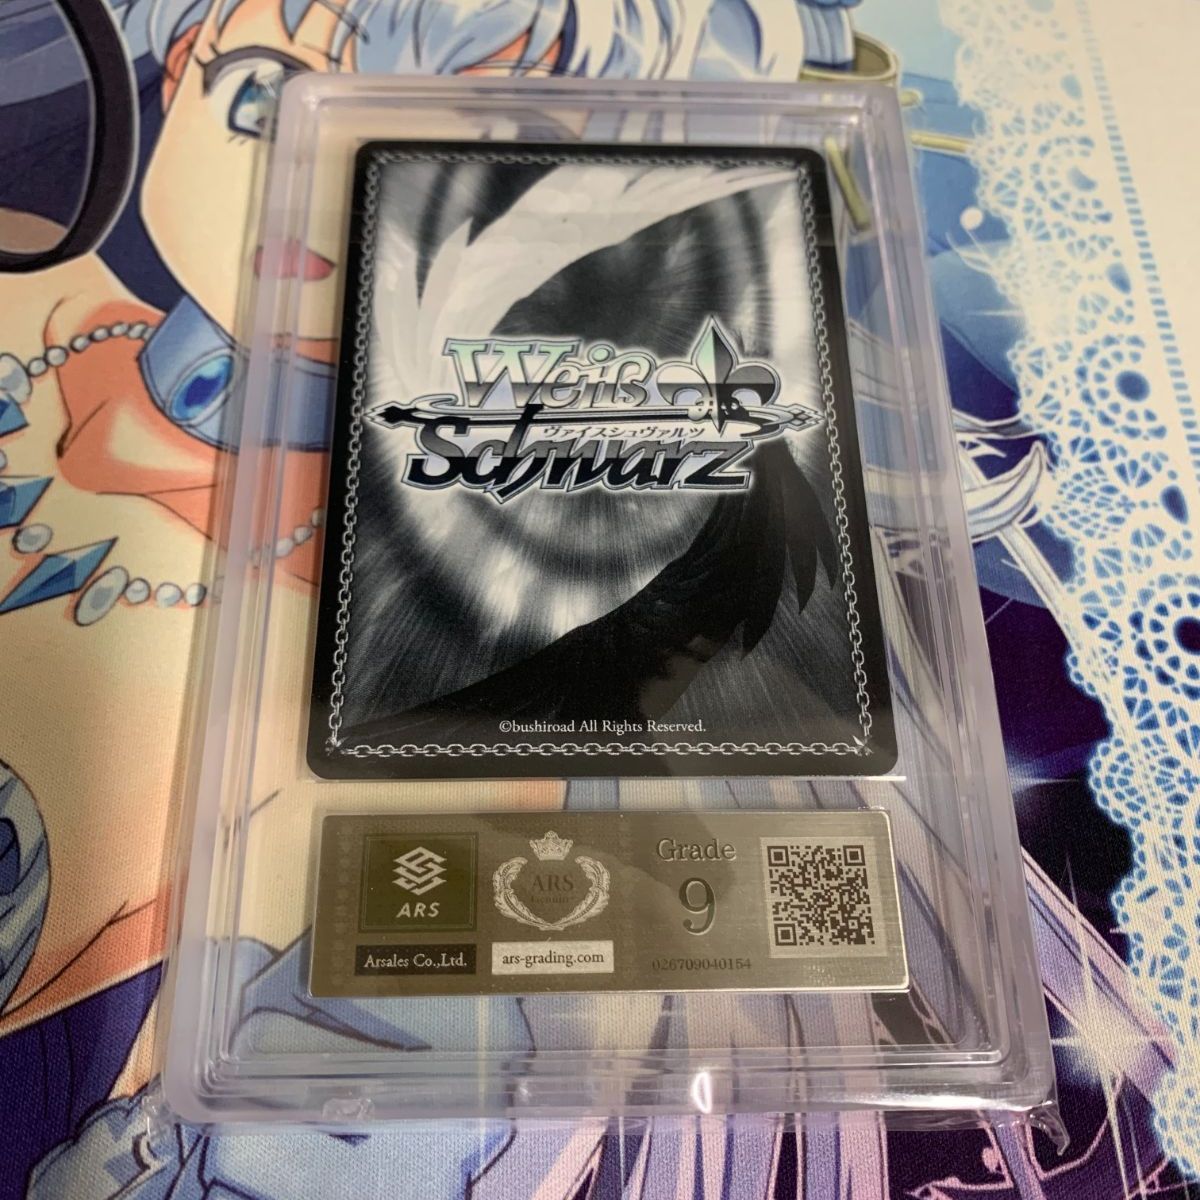 Weiß
ヴァイスシュヴァルツ
Schwarz
©bushiroad All Rights Reserved.
ARS
Arsales Co.,Ltd.
ARS
Genuine
ars-grading.com
Grade
9
026709040154